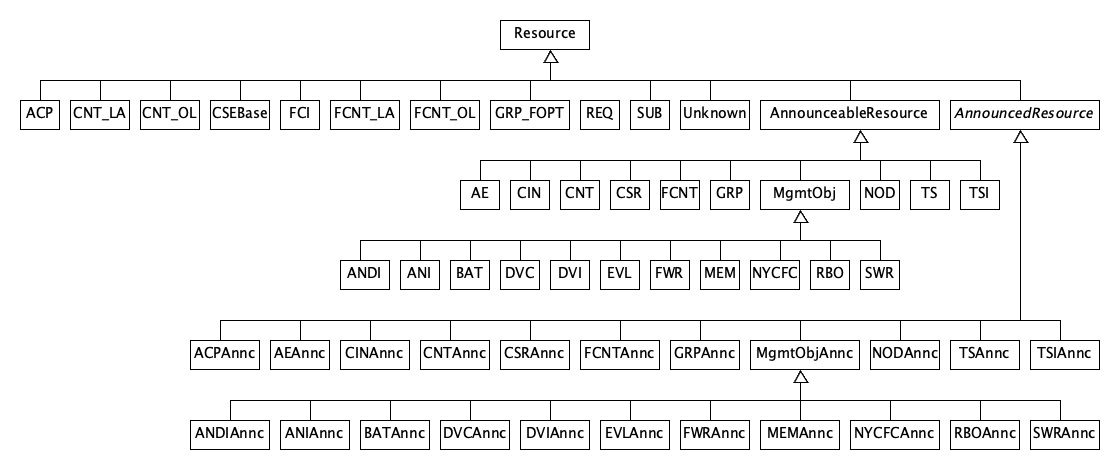 Resource
ACP CNT_LA CNT_OL CSEBase FCI FCNT_LA FCNT_OL GRP_FOPT REQ SUB Unknown AnnounceableResource AnnouncedResource
AE CIN CNT CSR FCNT GRP MgmtObj NOD TS TSI
ANDI ANI BAT DVC DVI EVL FWR MEM NYCFC RBO SWR
ACPAnnc AEAnnc CINAnnc CNTAnnc CSRAnnc FCNTAnnc GRPAnnc MgmtObjAnnc NODAnnc TSAnnc TSIAnnc
ANDIAnnc ANIAnnc BATAnnc DVCAnnc DVIAnnc EVLAnnc FWRAnnc MEMAnnc NYCFCAnnc RBOAnnc SWRAnnc